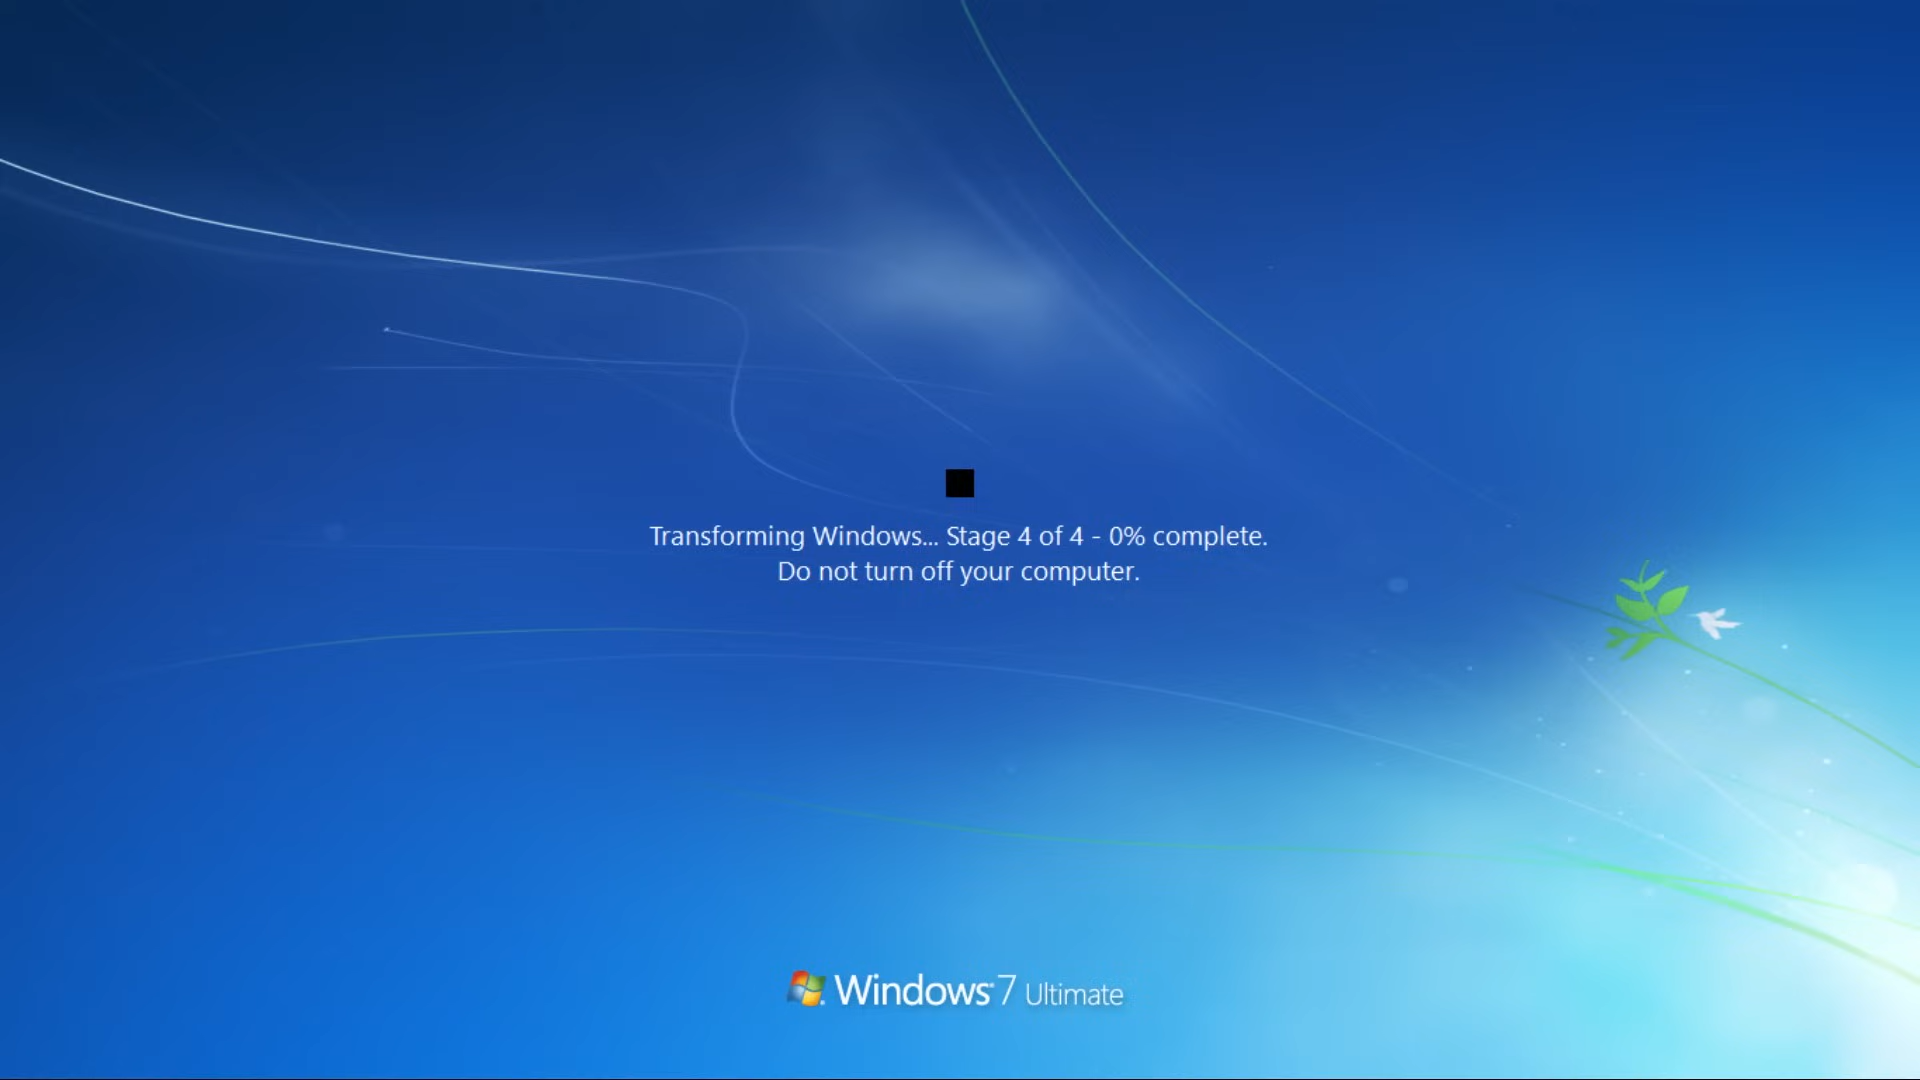 Transforming Windows... Stage 4 of 4 - 0% complete.
Do not turn off your computer.
Windows 7 Ultimate